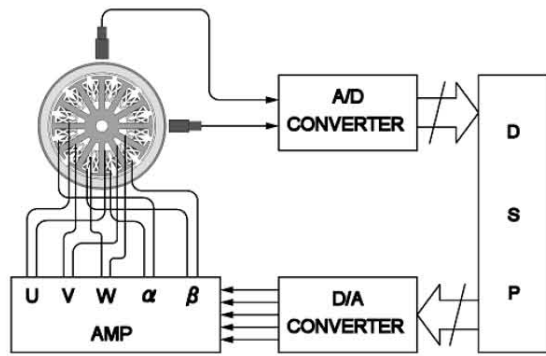 A/D
CONVERTER
D
S
P
U V W α β
AMP
D/A
CONVERTER